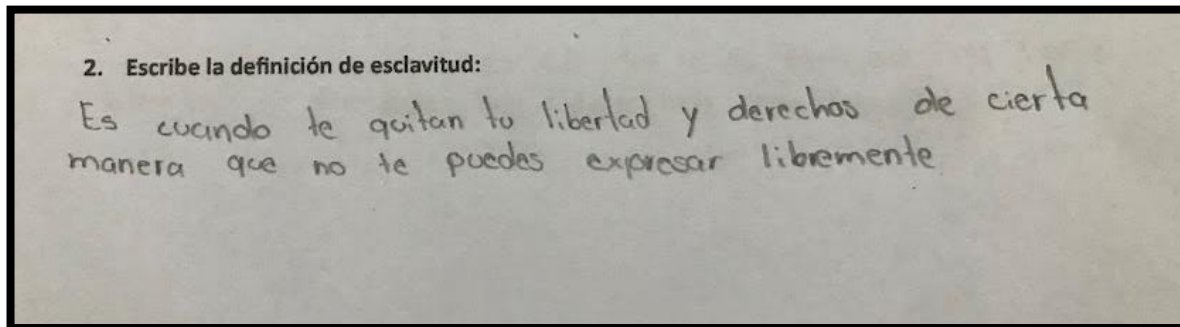 2. Escribe la definición de esclavitud:
Es cuando te quitan tu libertad y derechos de cierta
manera que no te puedes expresar libremente